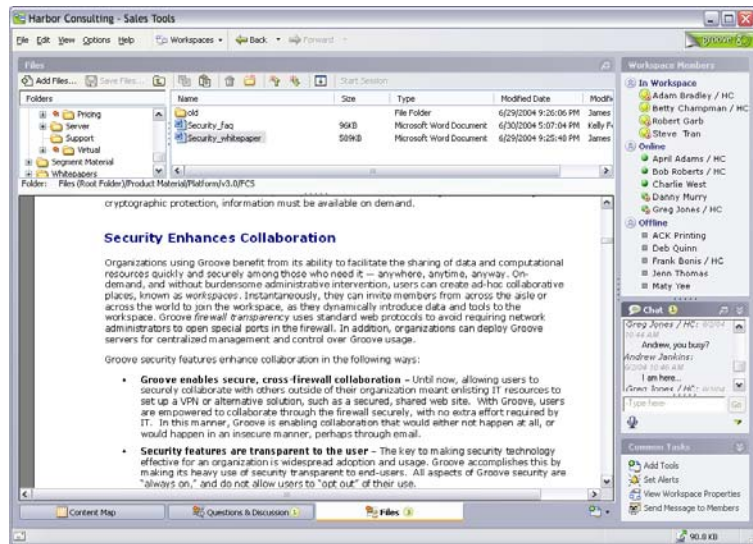 Harbor Consulting - Sales Tools
File Edit View Options Help Workspaces Back Forward
groove
Files
Add Files... Save Files... Start Session
Folders
Pricing
Server
Support
Virtual
Segment Material
Whitepapers
Name Size Type Modified Date Modifi
old File Folder 6/29/2004 9:26:06 PM James
Security_faq 96KB Microsoft Word Document 6/30/2004 5:07:04 PM Kelly F
Security_whitepaper 589KB Microsoft Word Document 6/29/2004 9:25:48 PM James
Folder: Files (Root Folder)/Product Material/Platform/v3.0/FCS
cryptographic protection, information must be available on demand.
Security Enhances Collaboration
Organizations using Groove benefit from its ability to facilitate the sharing of data and computational
resources quickly and securely among those who need it — anywhere, anytime, anyway. On-
demand, and without burdensome administrative intervention, users can create ad-hoc collaborative
places, known as workspaces. Instantaneously, they can invite members from across the aisle or
across the world to join the workspace, as they dynamically introduce data and tools to the
workspace. Groove firewall transparency uses standard web protocols to avoid requiring network
administrators to open special ports in the firewall. In addition, organizations can deploy Groove
servers for centralized management and control over Groove usage.
Groove security features enhance collaboration in the following ways:
• Groove enables secure, cross-firewall collaboration – Until now, allowing users to
securely collaborate with others outside of their organization meant enlisting IT resources to
set up a VPN or alternative solution, such as a secured, shared web site. With Groove, users
are empowered to collaborate through the firewall securely, with no extra effort required by
IT. In this manner, Groove is enabling collaboration that would either not happen at all, or
would happen in an insecure manner, perhaps through email.
• Security features are transparent to the user – The key to making security technology
effective for an organization is widespread adoption and usage. Groove accomplishes this by
making its heavy use of security transparent to end-users. All aspects of Groove security are
"always on," and do not allow users to "opt out" of their use.
Content Map Questions & Discussion Files
Workspace Members
In Workspace
Adam Bradley / HC
Betty Champman / HC
Robert Garb
Steve Tran
Online
April Adams / HC
Bob Roberts / HC
Charlie West
Danny Murry
Greg Jones / HC
Offline
ACK Printing
Deb Quinn
Frank Benis / HC
Jenn Thomas
Maty Yee
Chat
Greg Jones / HC: 6/2/04
10:44 AM
Andrew, you busy?
Andrew Jankins:
6/2/04 10:46 AM
I am here...
Greg Jones / HC:
-Type here- Go
Common Tasks
Add Tools
Set Alerts
View Workspace Properties
Send Message to Members
90.8 KB